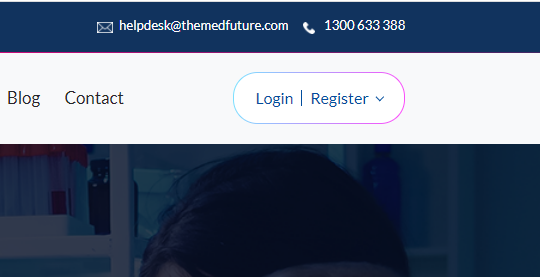 helpdesk@themedfuture.com 1300 633 388
Blog Contact Login | Register